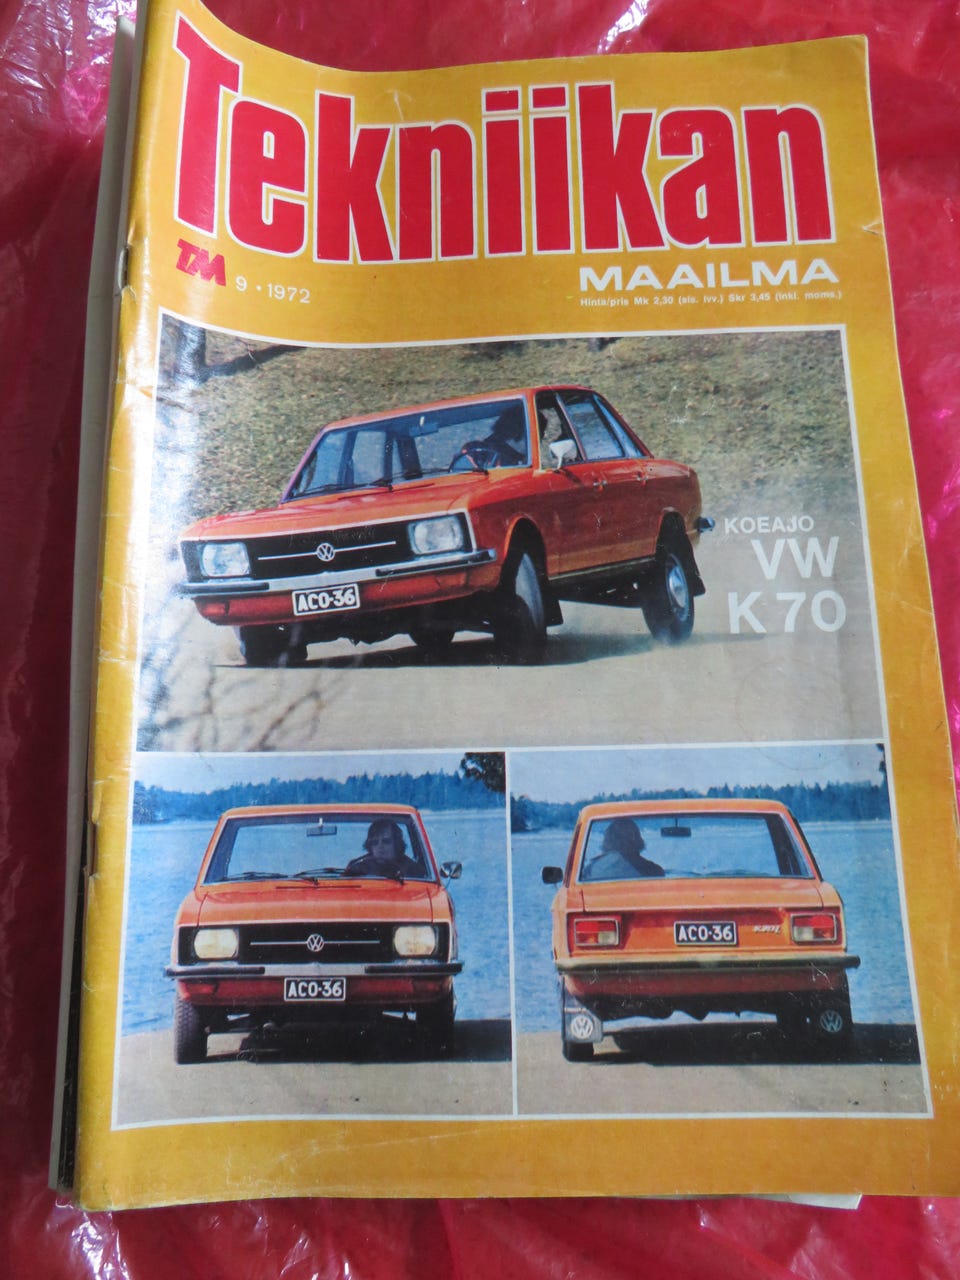 Tekniikan
MAAILMA
TM 9 • 1972
Hinta/pris Mk 2,30 (sis. lvv.) Skr 3,45 (inkl. moms.)
KOEAJO
VW
K 70
ACO-36
ACO-36
ACO-36